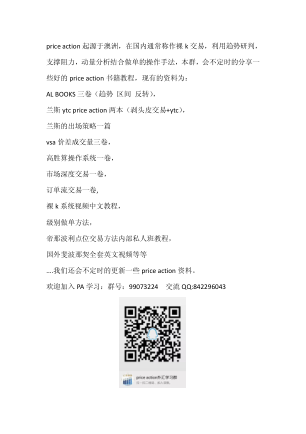 price action 起源于澳洲，在国内通常称作裸 k 交易，利用趋势研判，
支撑阻力，动量分析结合做单的操作手法，本群，会不定时的分享一
些好的 price action 书籍教程，现有的资料为：
AL BOOKS 三卷（趋势 区间 反转），
兰斯 ytc price action 两本（剥头皮交易+ytc），
兰斯的出场策略一篇
vsa 价差成交量三卷，
高胜算操作系统一卷，
市场深度交易一卷，
订单流交易一卷，
裸 k 系统视频中文教程，
级别做单方法，
帝那波利点位交易方法内部私人班教程。
国外斐波那契全套英文视频等等
....我们还会不定时的更新一些 price action 资料。
欢迎加入 PA 学习：群号：99073224 交流 QQ:842296043
price action外汇学习群